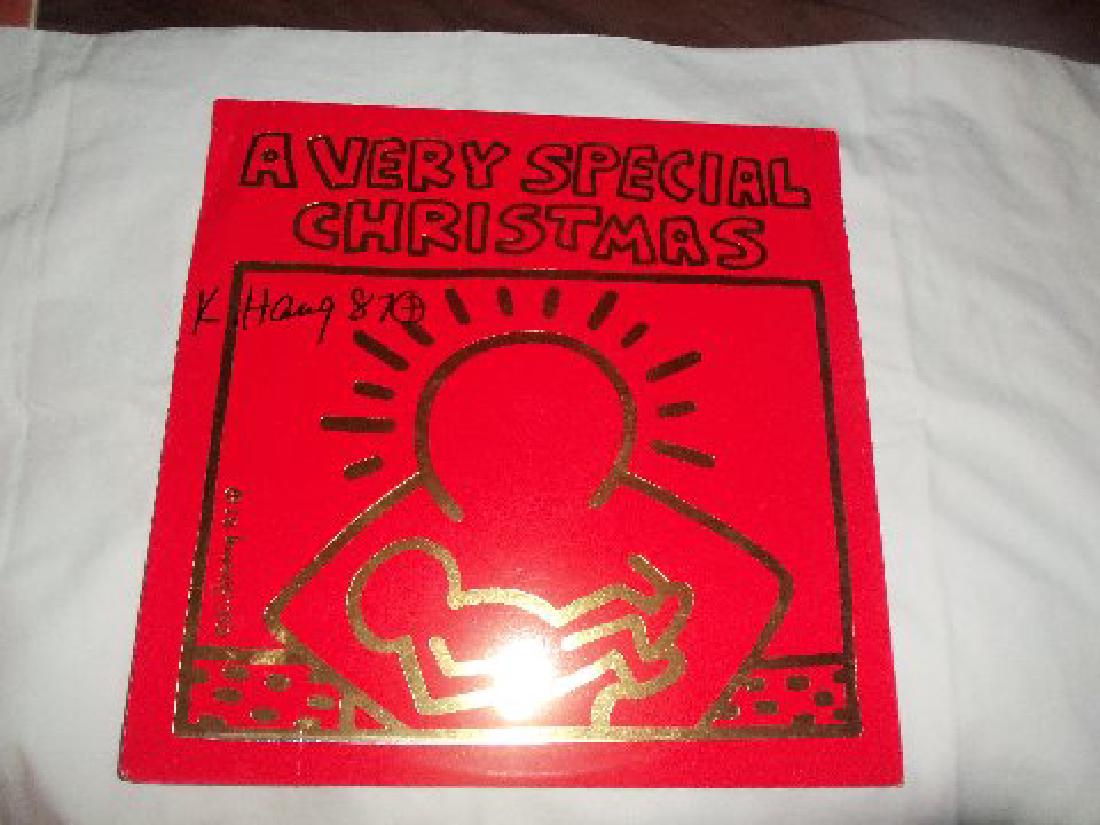 A VERY SPECIAL
CHRISTMAS
K. Haring 87